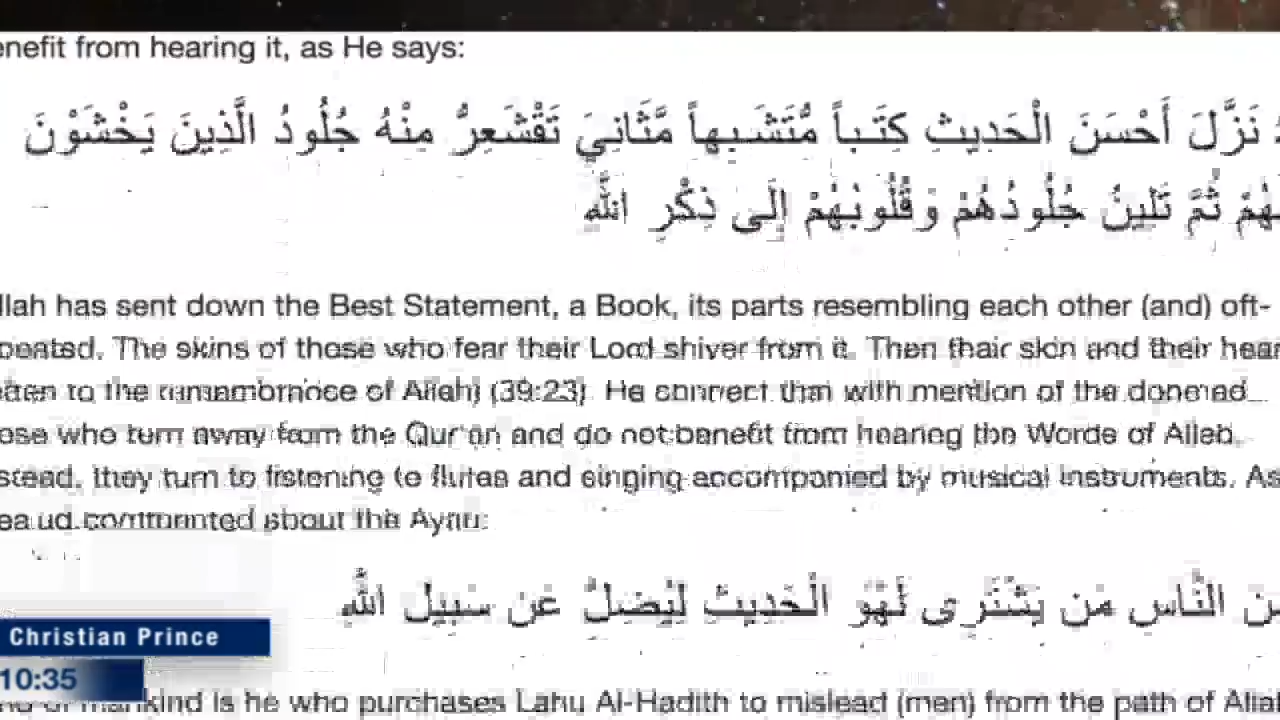 enefit from hearing it, as He says:
نَزَّلَ أَحْسَنَ الْحَدِيثِ كِتَـباً مُّتَشَـبِهاً مَّثَانِيَ تَقْشَعِرُّ مِنْهُ جُلُودُ الَّذِينَ يَخْشَوْنَ
هُمْ ثُمَّ تَلِينُ جُلُودُهُمْ وَقُلُوبُهُمْ إِلَى ذِكْرِ اللَّهِ
llah has sent down the Best Statement, a Book, its parts resembling each other (and) oft-
The skins of those who fear their Lord shiver from it. Then their skin and their hear
to the of Allah) (39:23). He connect that with mention of the
ose who turn away from the Qur'an and do not benefit from hearing the Words of Allah.
stead, they turn to listening to flutes and singing accompanied by musical instruments. As
commented about the Ayah:
النَّاسِ مَن يَشْتَرِى لَهْوَ الْحَدِيثِ لِيُضِلَّ عَن سَبِيلِ اللَّهِ
Christian Prince
10:35
mankind is he who purchases Lahu Al-Hadith to mislead (men) from the path of Allah